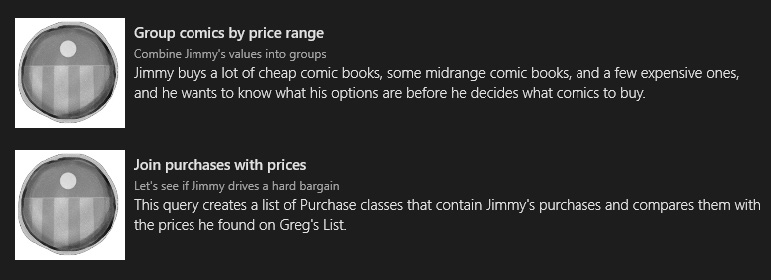 Group comics by price range
Combine Jimmy's values into groups
Jimmy buys a lot of cheap comic books, some midrange comic books, and a few expensive ones,
and he wants to know what his options are before he decides what comics to buy.
Join purchases with prices
Let's see if Jimmy drives a hard bargain
This query creates a list of Purchase classes that contain Jimmy's purchases and compares them with
the prices he found on Greg's List.